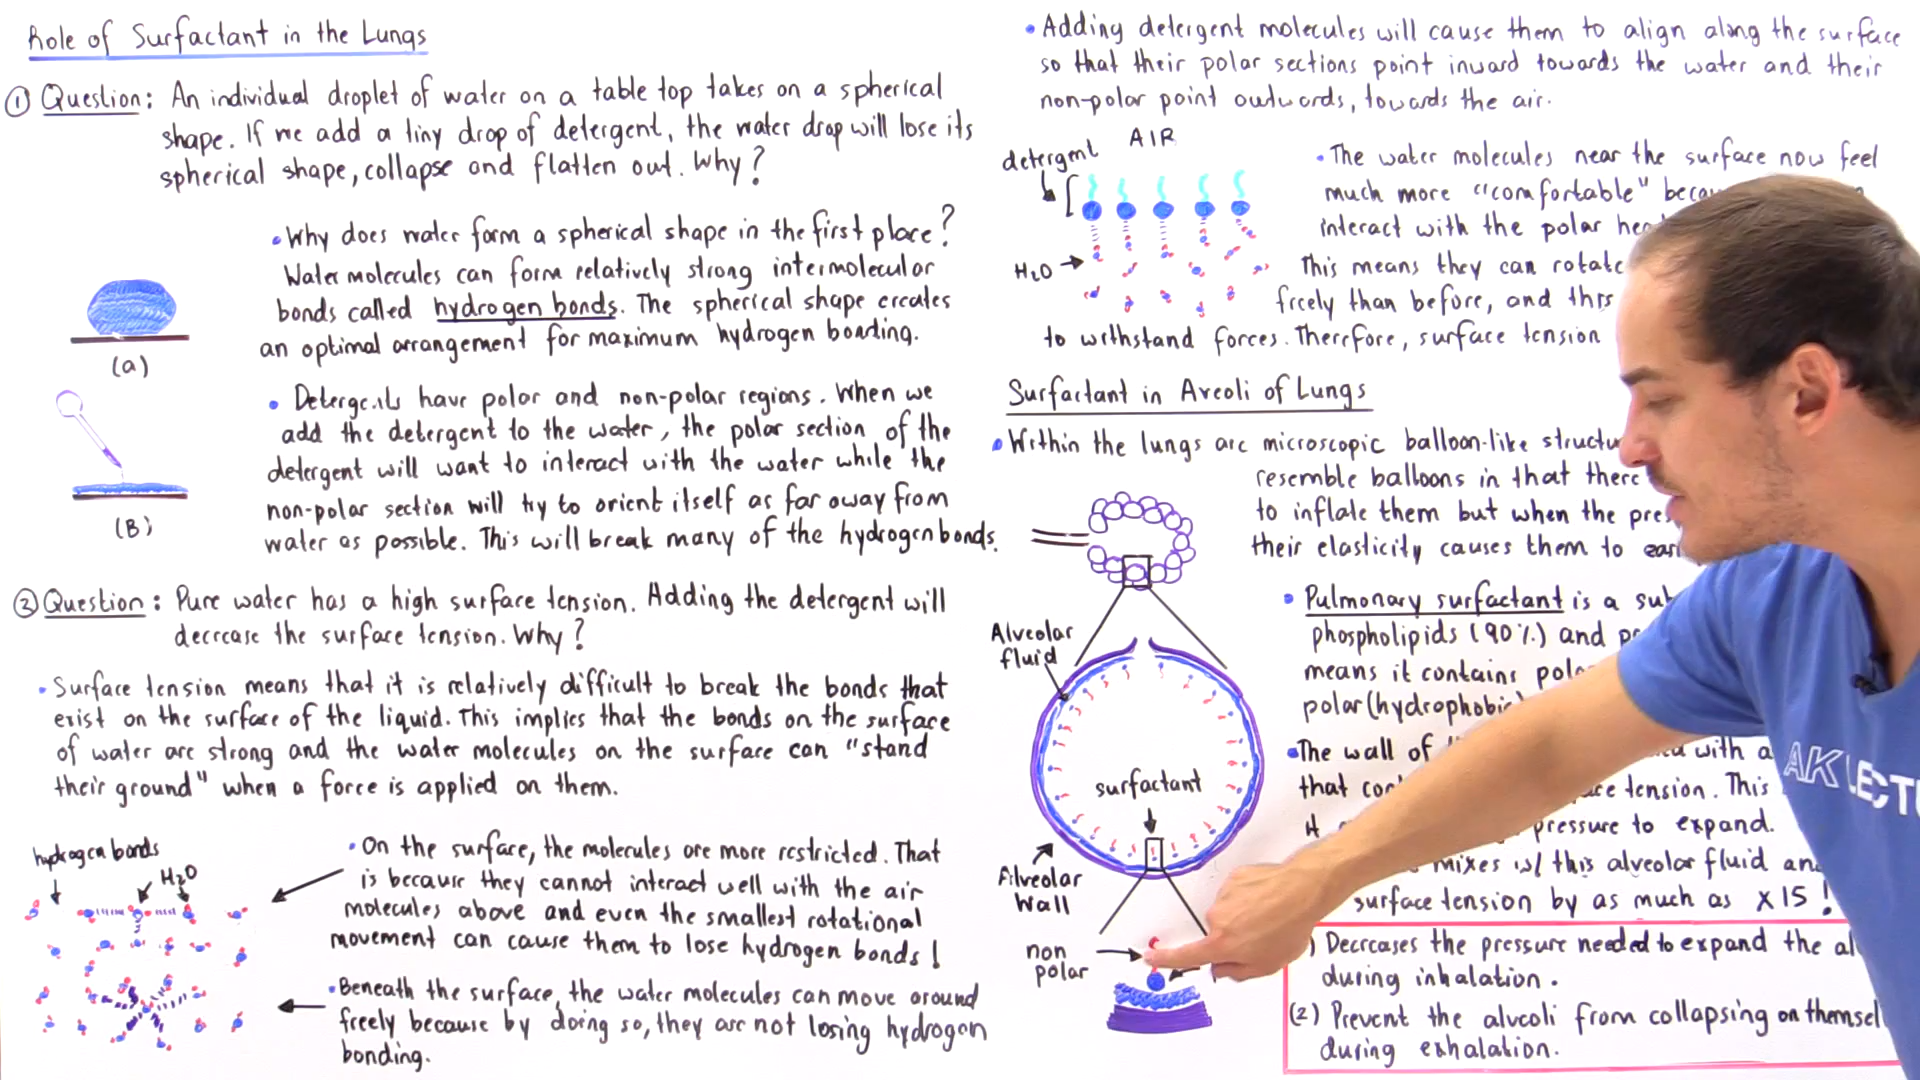 Role of Surfactant in the Lungs
① Question: An individual droplet of water on a table top takes on a spherical
shape. If we add a tiny drop of detergent, the water drop will lose its
spherical shape, collapse and flatten out. Why?
• Why does water form a spherical shape in the first place?
Water molecules can form relatively strong intermolecular
bonds called hydrogen bonds. The spherical shape creates
an optimal arrangement for maximum hydrogen bonding.
(a)
• Detergents have polar and non-polar regions. When we
add the detergent to the water, the polar section of the
detergent will want to interact with the water while the
non-polar section will try to orient itself as far away from
water as possible. This will break many of the hydrogen bonds.
(B)
② Question: Pure water has a high surface tension. Adding the detergent will
decrease the surface tension. Why?
• Surface tension means that it is relatively difficult to break the bonds that
exist on the surface of the liquid. This implies that the bonds on the surface
of water are strong and the water molecules on the surface can "stand
their ground" when a force is applied on them.
hydrogen bonds
H2O
• On the surface, the molecules are more restricted. That
is because they cannot interact well with the air
molecules above and even the smallest rotational
movement can cause them to lose hydrogen bonds!
• Beneath the surface, the water molecules can move around
freely because by doing so, they are not losing hydrogen
bonding.
• Adding detergent molecules will cause them to align along the surface
so that their polar sections point inward towards the water and their
non-polar point outwards, towards the air.
detergent
AIR
H2O
• The water molecules near the surface now feel
much more "comfortable"
interact with the polar
This means they can rotate
freely than before, and this
to withstand forces. Therefore, surface tension
Surfactant in Aveoli of Lungs
• Within the lungs are microscopic balloon-like
resemble balloons in that there
to inflate them but when the
their elasticity causes them to
Alveolar
fluid
surfactant
Alveolar
Wall
non
polar
• Pulmonary surfactant is a
phospholipids (90%) and
means it contains
polar (hydrophobic)
• The wall of with a
that tension. This
pressure to expand.
mixes w/ this alveolar fluid
surface tension by as much as x15!
) Decreases the pressure needed to expand the
during inhalation.
(2) Prevent the alveoli from collapsing on
during exhalation.
AK LECTU